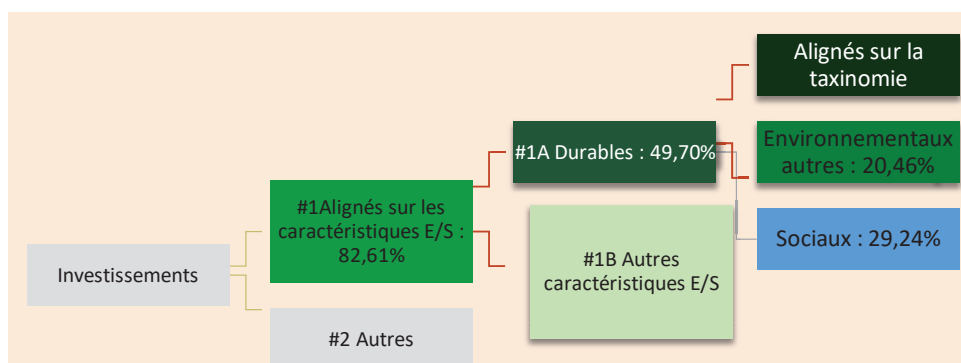 Investissements
#1Alignés sur les
caractéristiques E/S :
82,61%
#2 Autres
#1A Durables : 49,70%
#1B Autres
caractéristiques E/S
Alignés sur la
taxinomie
Environnementaux
autres : 20,46%
Sociaux : 29,24%